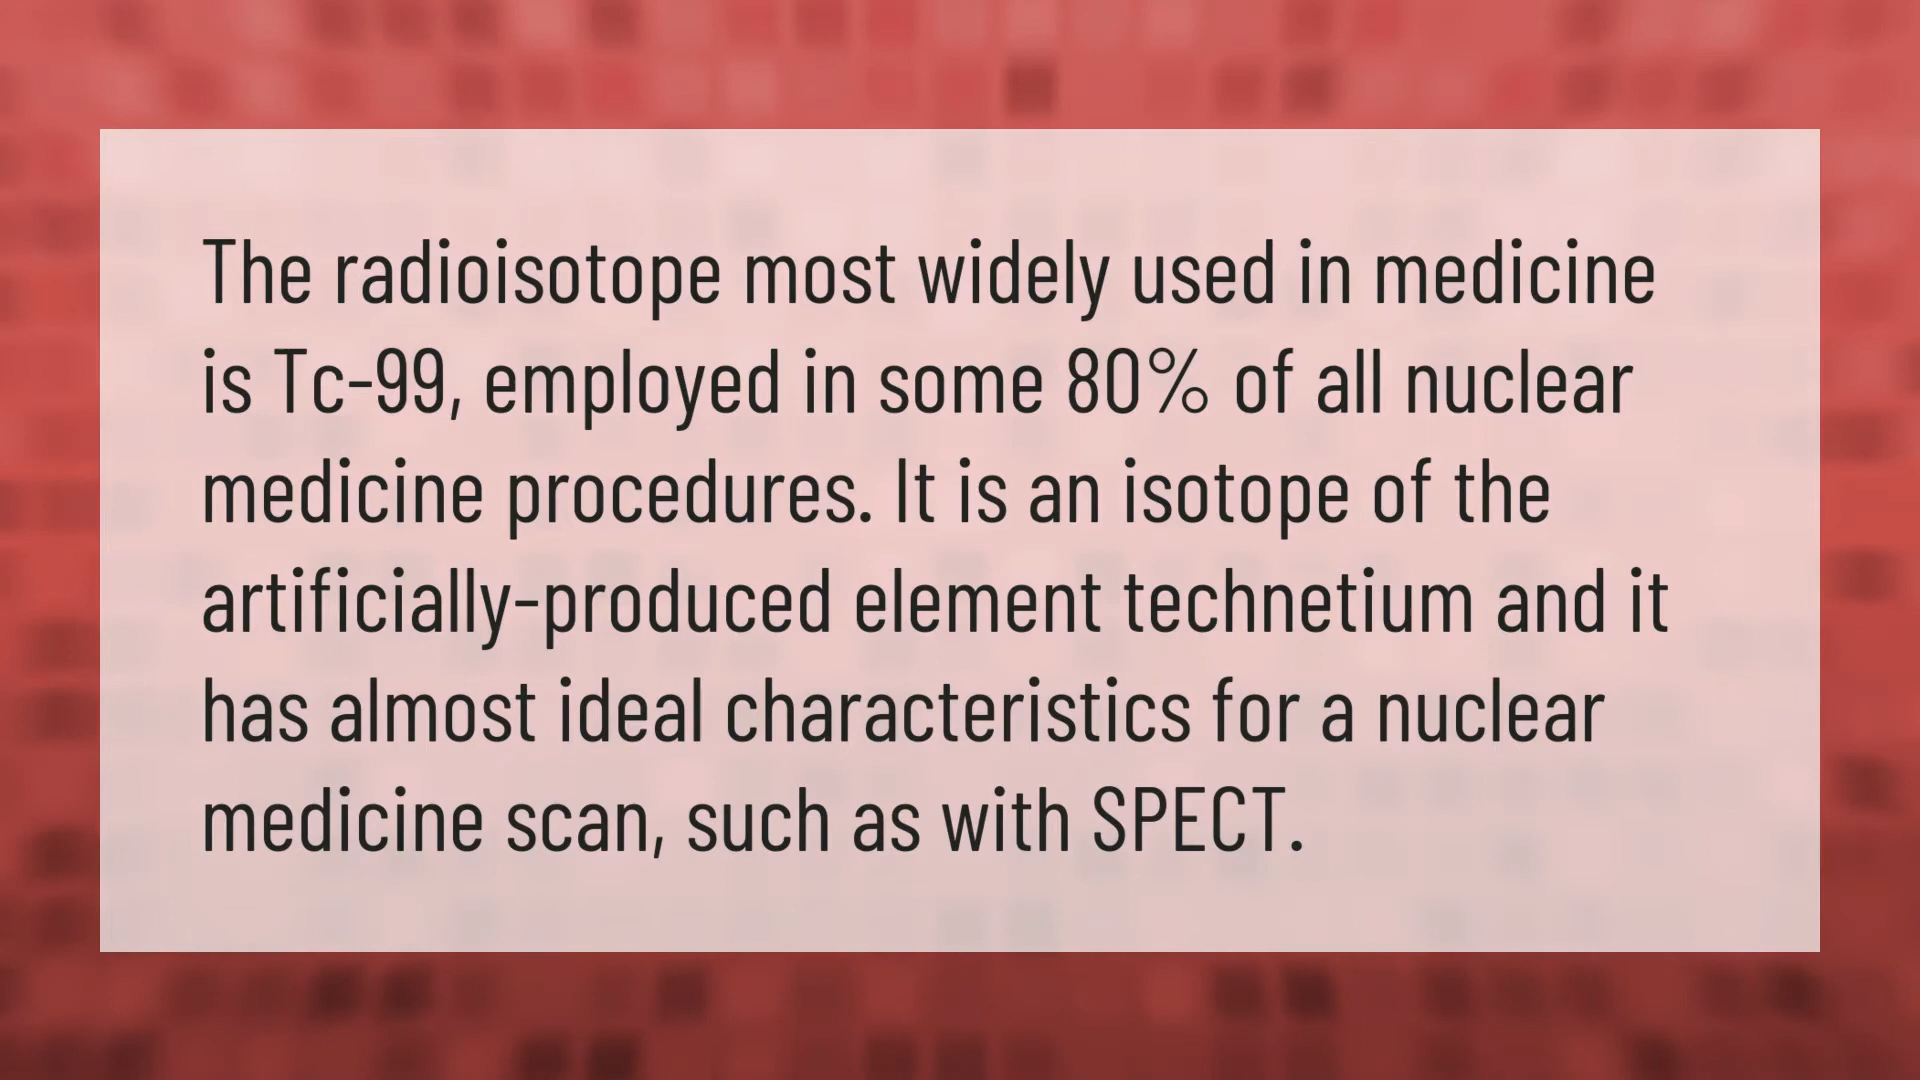 The radioisotope most widely used in medicine
is Tc-99, employed in some 80% of all nuclear
medicine procedures. It is an isotope of the
artificially-produced element technetium and it
has almost ideal characteristics for a nuclear
medicine scan, such as with SPECT.